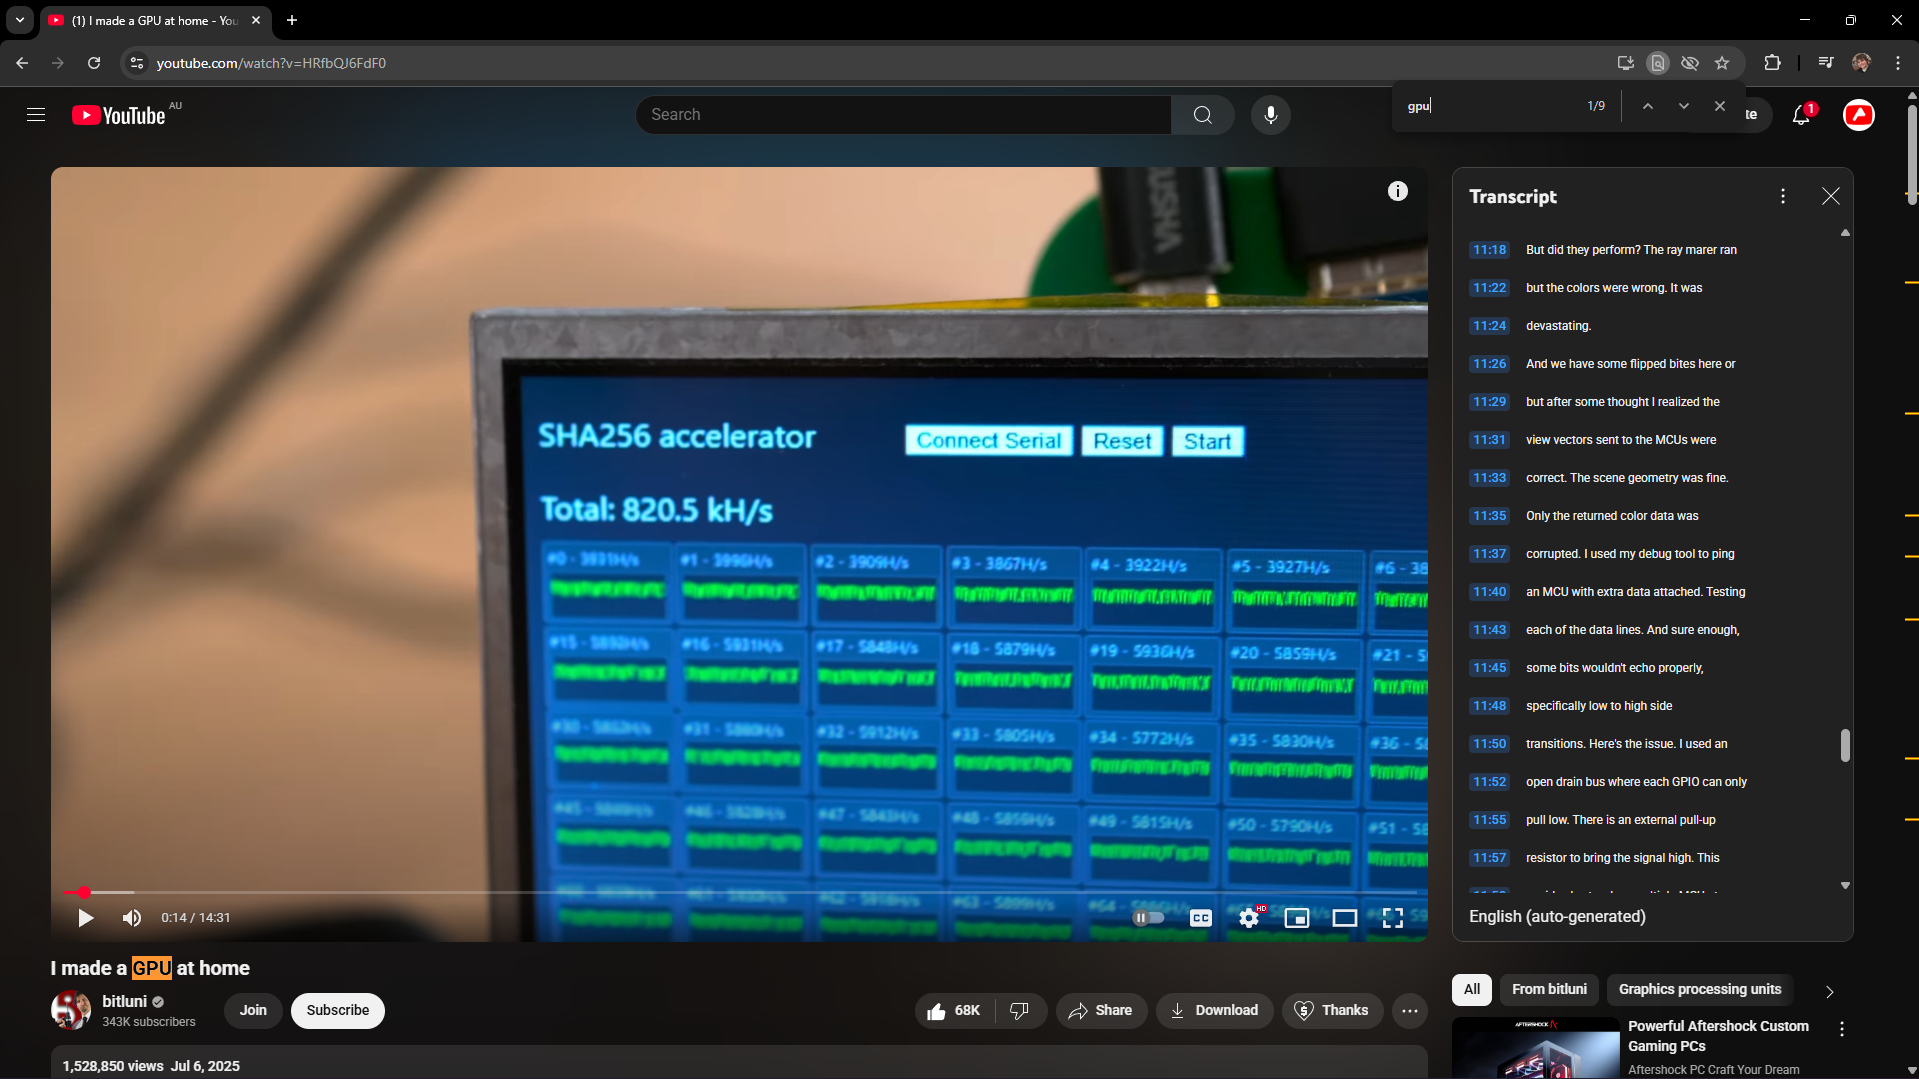 (1) I made a GPU at home - You
youtube.com/watch?v=HRfbQJ6FdF0
gpu
1/9
YouTube AU
Search
te
1
VSHA
SHA256 accelerator
Connect Serial
Reset
Start
Total: 820.5 kH/s
#0 - 3931H/s
#1 - 3996H/s
#2 - 3909H/s
#3 - 3867H/s
#4 - 3922H/s
#5 - 3927H/s
#6 - 38
#16 - 5931H/s
#17 - 5848H/s
#18 - 5879H/s
#19 - 5936H/s
#20 - 5859H/s
#21 - 5
#32 - 5912H/s
#33 - 5805H/s
#34 - 5772H/s
#35 - 5830H/s
#36 - 5
#47 - 5843H/s
#48 - 5859H/s
#49 - 5815H/s
#50 - 5790H/s
#51 - 58
0:14 / 14:31
CC
HD
Transcript
11:18 But did they perform? The ray marer ran
11:22 but the colors were wrong. It was
11:24 devastating.
11:26 And we have some flipped bites here or
11:29 but after some thought I realized the
11:31 view vectors sent to the MCUs were
11:33 correct. The scene geometry was fine.
11:35 Only the returned color data was
11:37 corrupted. I used my debug tool to ping
11:40 an MCU with extra data attached. Testing
11:43 each of the data lines. And sure enough,
11:45 some bits wouldn't echo properly,
11:48 specifically low to high side
11:50 transitions. Here's the issue. I used an
11:52 open drain bus where each GPIO can only
11:55 pull low. There is an external pull-up
11:57 resistor to bring the signal high. This
English (auto-generated)
I made a GPU at home
bitluni
343K subscribers
Join
Subscribe
68K
Share
Download
Thanks
1,528,850 views Jul 6, 2025
All
From bitluni
Graphics processing units
AFTERSHOCK
Powerful Aftershock Custom
Gaming PCs
Aftershock PC Craft Your Dream